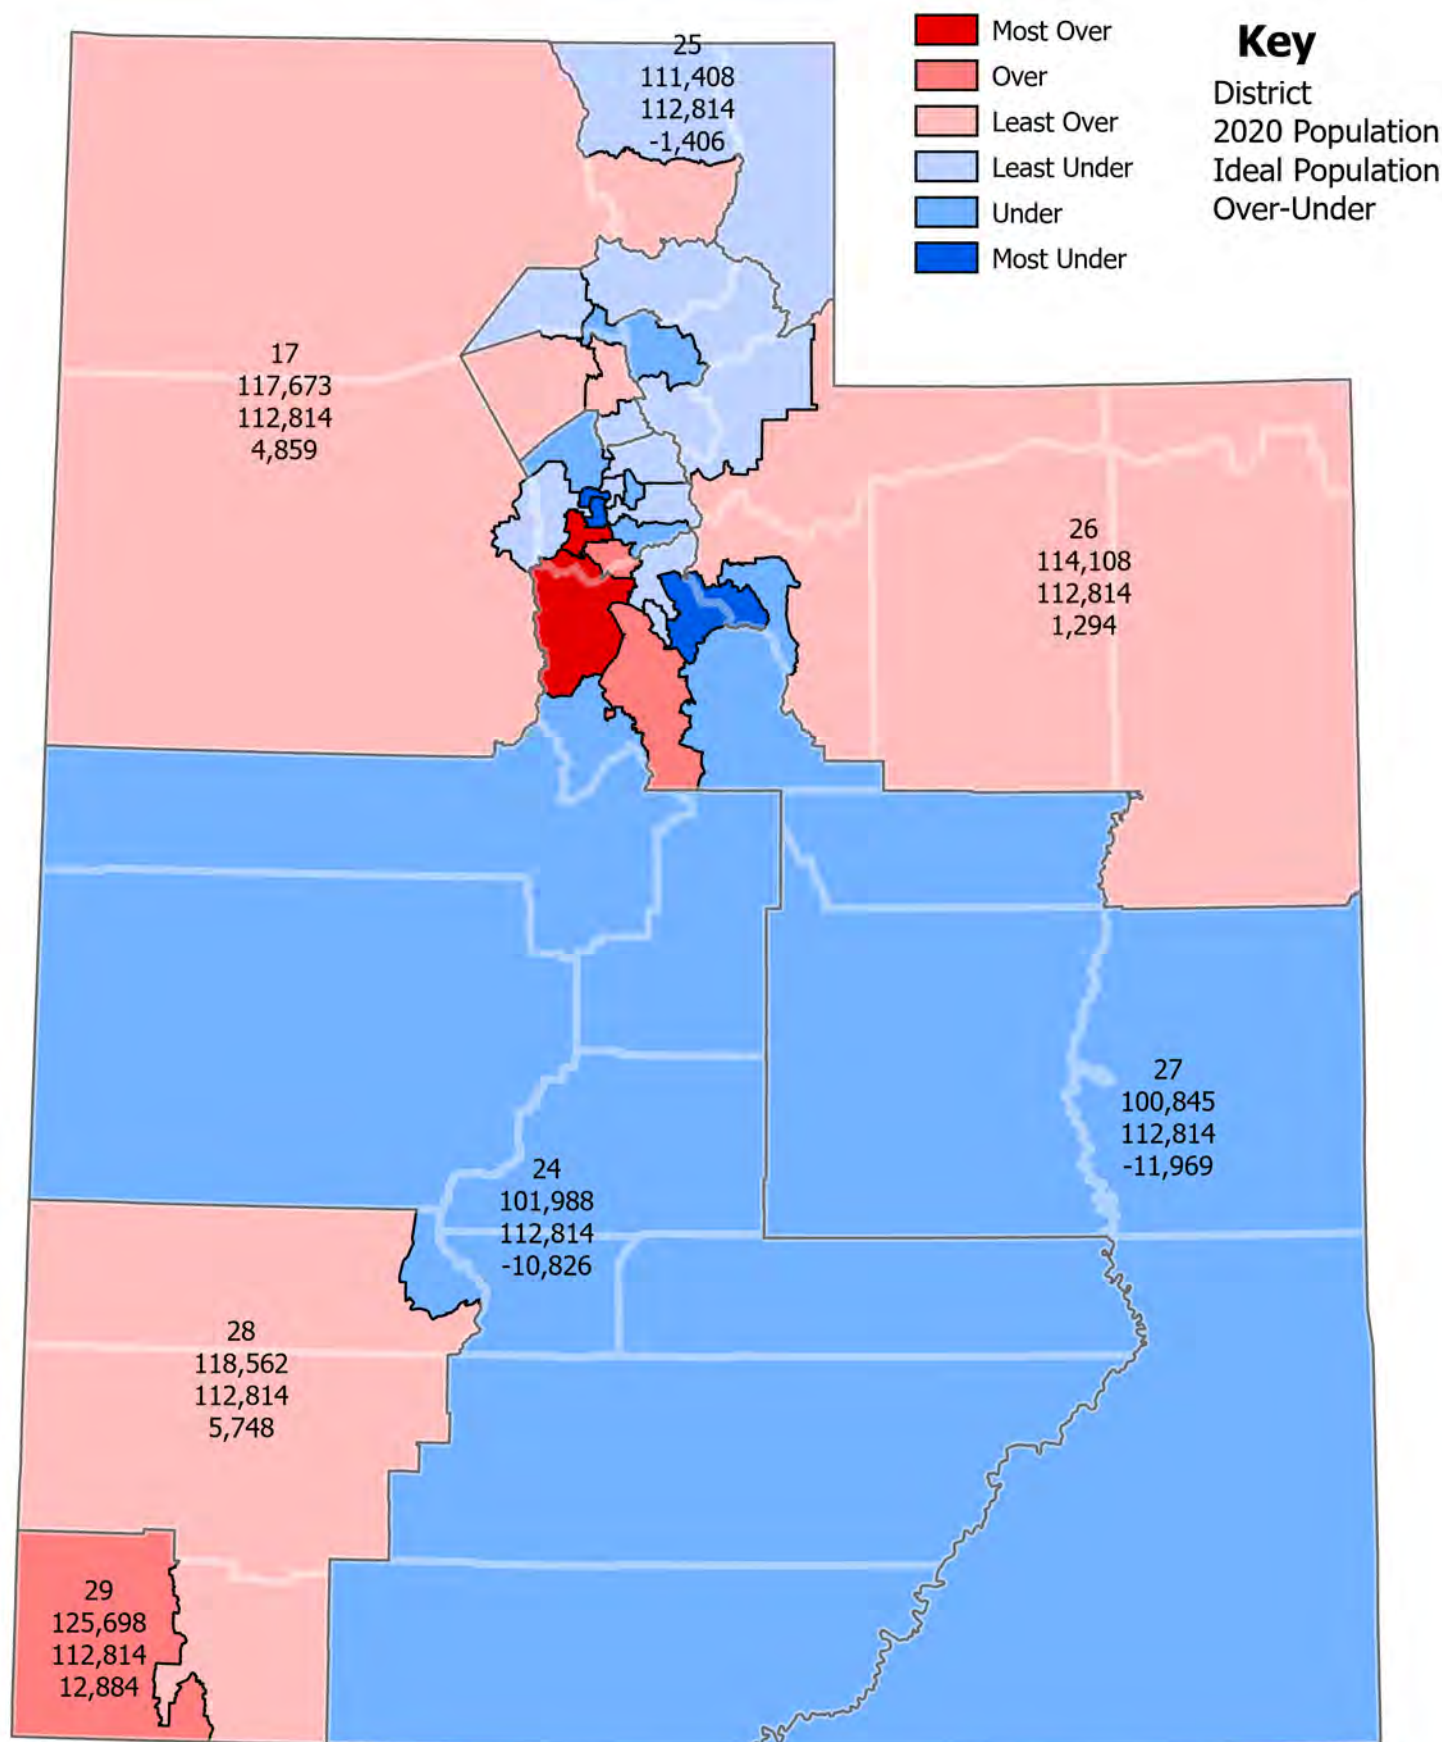 Most Over
Over
Least Over
Least Under
Under
Most Under
Key
District
2020 Population
Ideal Population
Over-Under
25
111,408
112,814
-1,406
17
117,673
112,814
4,859
26
114,108
112,814
1,294
27
100,845
112,814
-11,969
24
101,988
112,814
-10,826
28
118,562
112,814
5,748
29
125,698
112,814
12,884